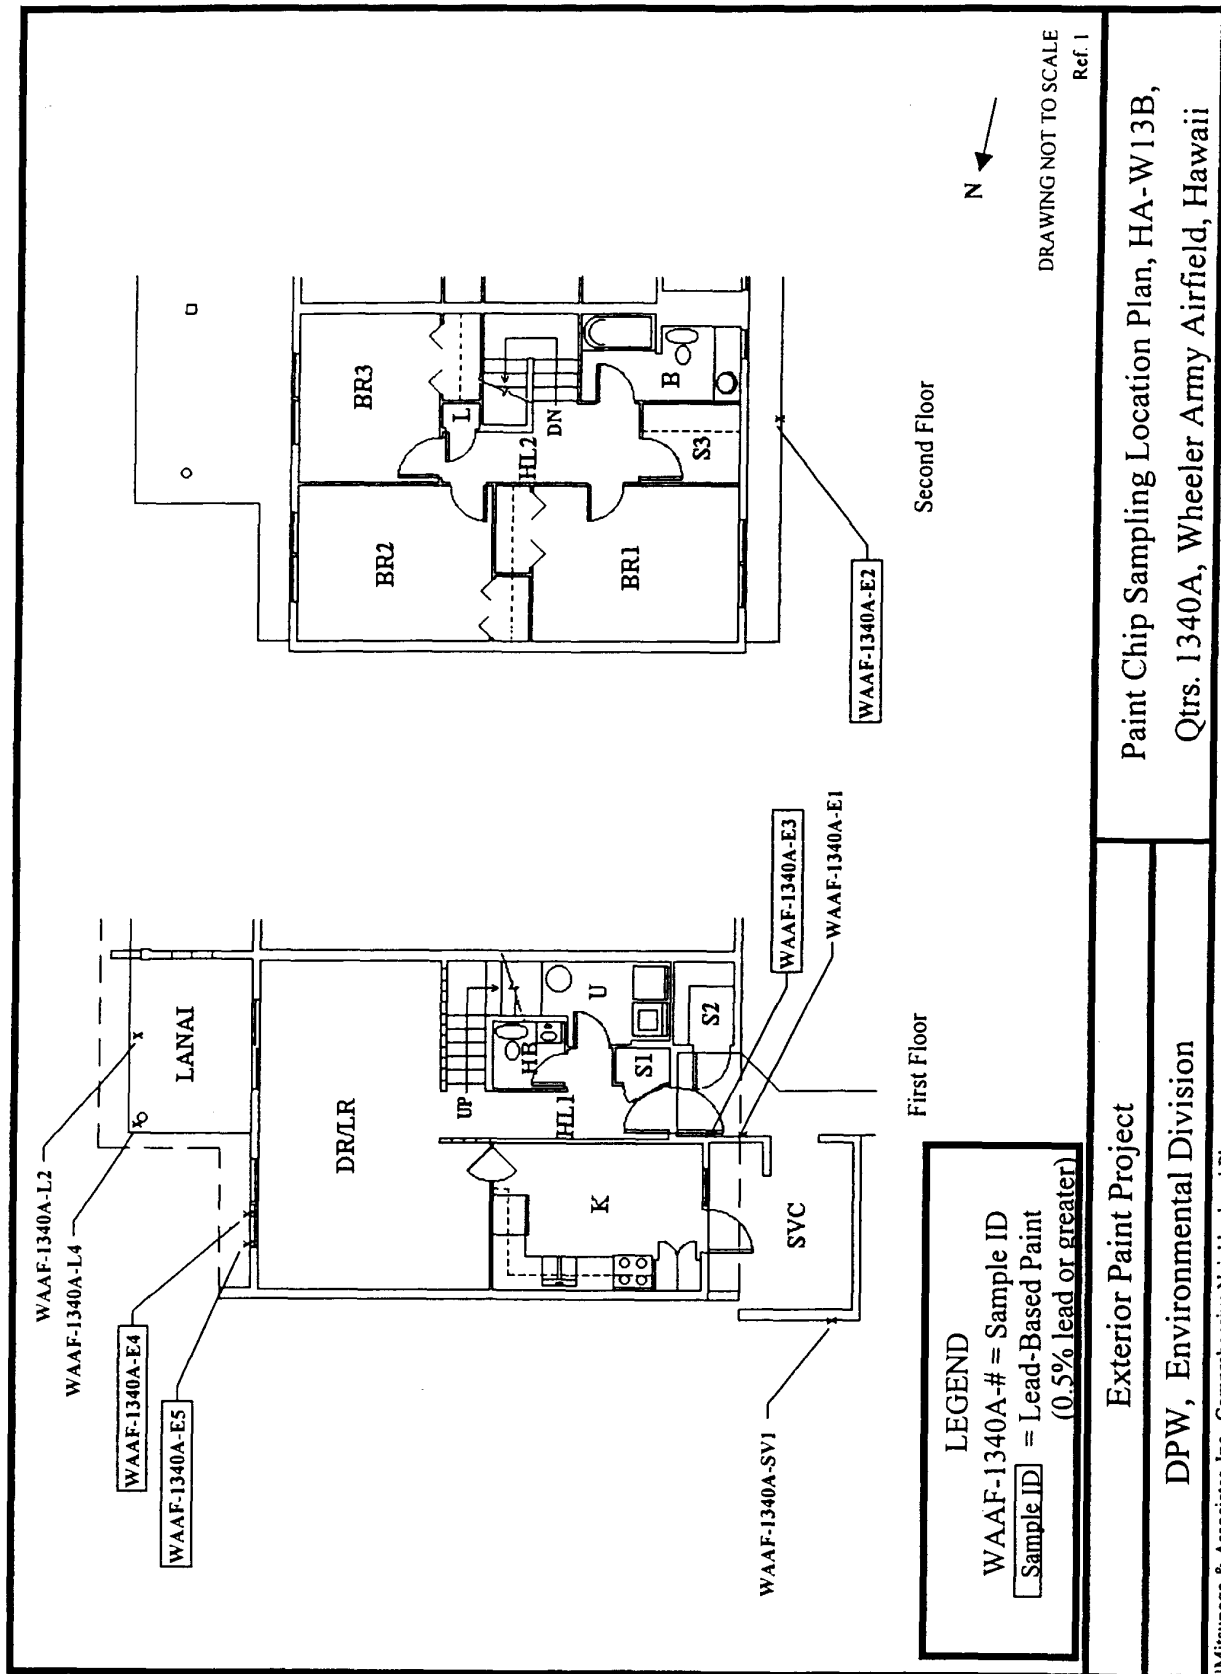 WAAF-1340A-L2
WAAF-1340A-L4
WAAF-1340A-E4
WAAF-1340A-E5
LANAI
DR/LR
UP
HB
U
HL1
S1
S2
K
SVC
WAAF-1340A-SV1
WAAF-1340A-E3
WAAF-1340A-E1
First Floor
BR3
BR2
L
HL2
DN
B
S3
BR1
WAAF-1340A-E2
Second Floor
N
DRAWING NOT TO SCALE
Ref. 1
LEGEND
WAAF-1340A-# = Sample ID
Sample ID = Lead-Based Paint
(0.5% lead or greater)
Exterior Paint Project
DPW, Environmental Division
Paint Chip Sampling Location Plan, HA-W13B,
Qtrs. 1340A, Wheeler Army Airfield, Hawaii